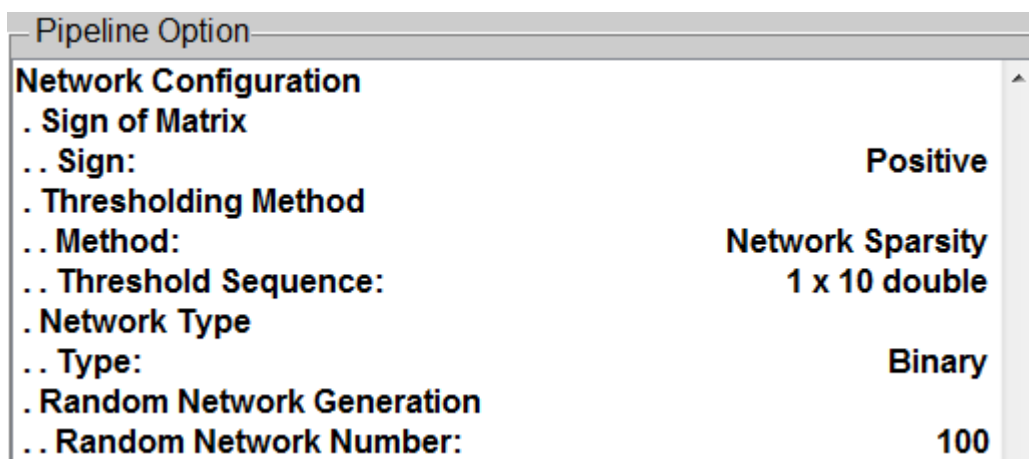 Pipeline Option
Network Configuration
. Sign of Matrix
. . Sign: Positive
. Thresholding Method
. . Method: Network Sparsity
. . Threshold Sequence: 1 x 10 double
. Network Type
. . Type: Binary
. Random Network Generation
. . Random Network Number: 100